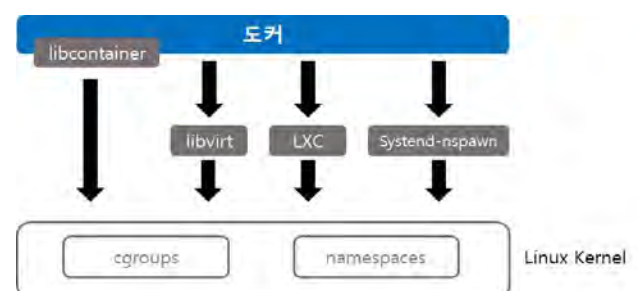 도커
libcontainer
libvirt
LXC
Systend-nspawn
cgroups
namespaces
Linux Kernel